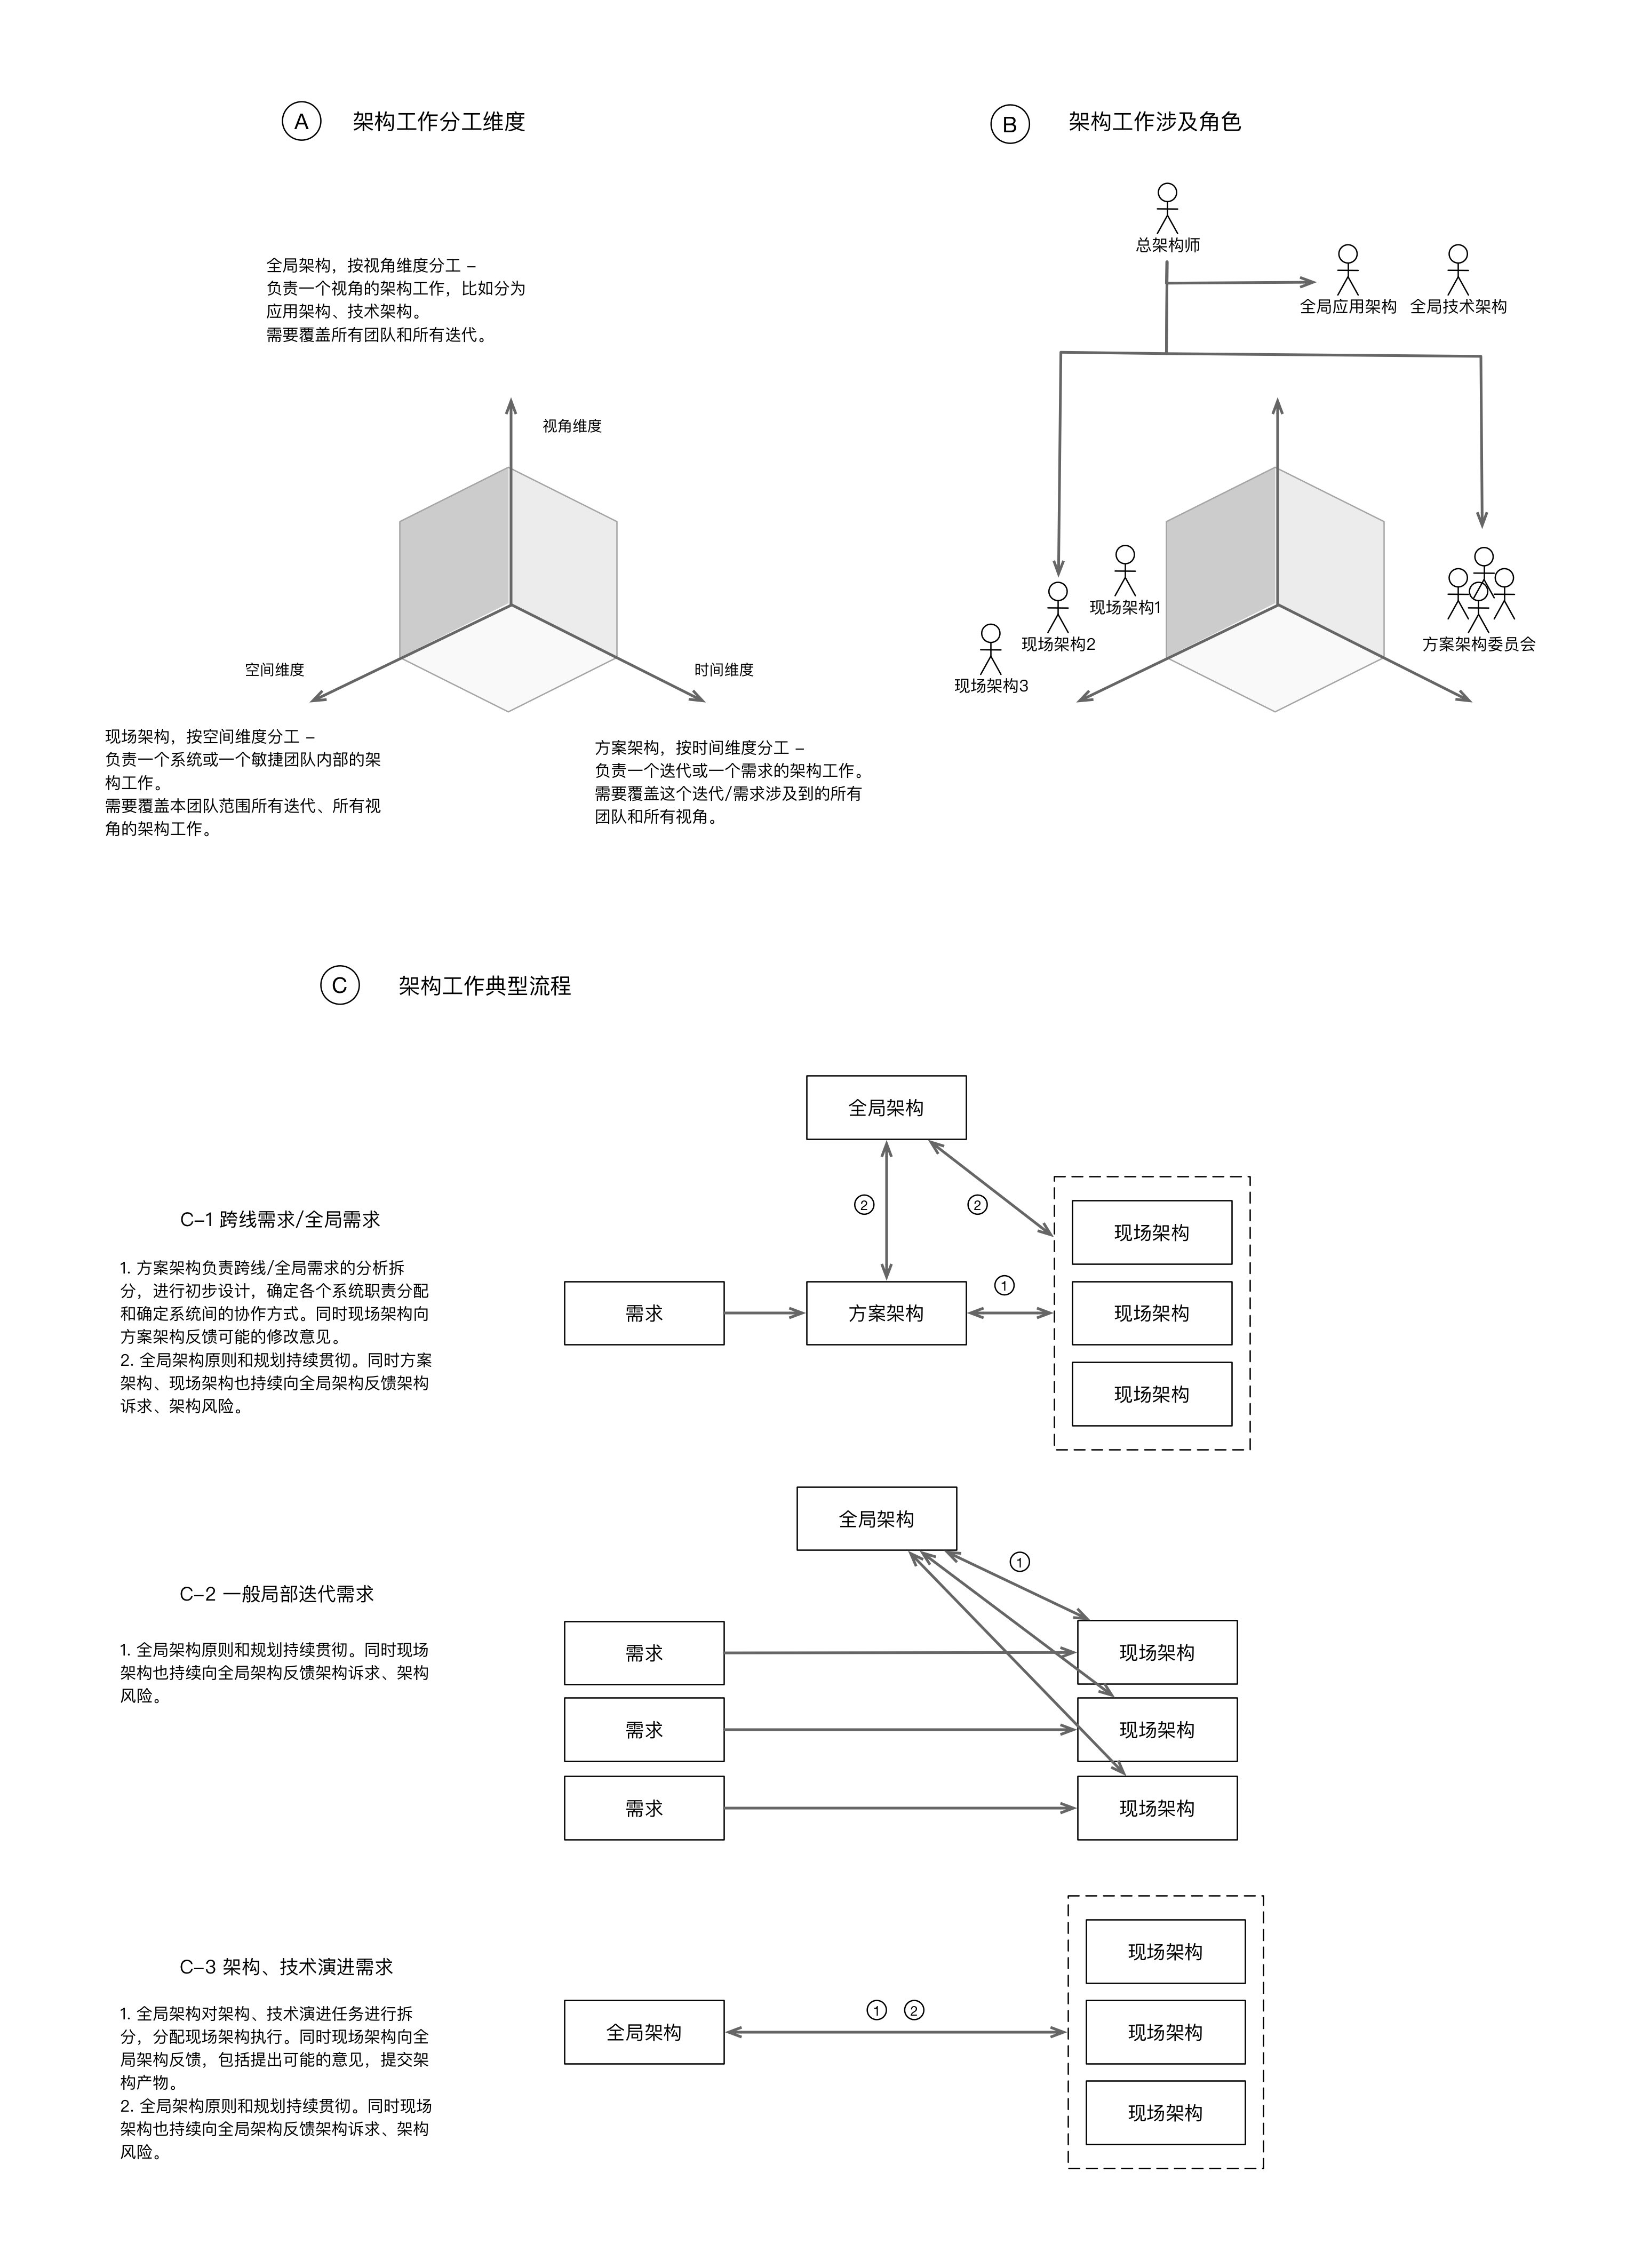 A 架构工作分工维度
全局架构，按视角维度分工 –
负责一个视角的架构工作，比如分为
应用架构、技术架构。
需要覆盖所有团队和所有迭代。
视角维度
空间维度
时间维度
现场架构，按空间维度分工 –
负责一个系统或一个敏捷团队内部的架
构工作。
需要覆盖本团队范围所有迭代、所有视
角的架构工作。
方案架构，按时间维度分工 –
负责一个迭代或一个需求的架构工作。
需要覆盖这个迭代/需求涉及到的所有
团队和所有视角。
B 架构工作涉及角色
总架构师
全局应用架构 全局技术架构
现场架构1
现场架构2
现场架构3
方案架构委员会
C 架构工作典型流程
C–1 跨线需求/全局需求
1. 方案架构负责跨线/全局需求的分析拆
分，进行初步设计，确定各个系统职责分配
和确定系统间的协作方式。同时现场架构向
方案架构反馈可能的修改意见。
2. 全局架构原则和规划持续贯彻。同时方案
架构、现场架构也持续向全局架构反馈架构
诉求、架构风险。
全局架构
② ②
现场架构
①
需求 方案架构 现场架构
现场架构
C–2 一般局部迭代需求
1. 全局架构原则和规划持续贯彻。同时现场
架构也持续向全局架构反馈架构诉求、架构
风险。
全局架构
①
需求 现场架构
需求 现场架构
需求 现场架构
C–3 架构、技术演进需求
1. 全局架构对架构、技术演进任务进行拆
分，分配现场架构执行。同时现场架构向全
局架构反馈，包括提出可能的意见，提交架
构产物。
2. 全局架构原则和规划持续贯彻。同时现场
架构也持续向全局架构反馈架构诉求、架构
风险。
现场架构
① ②
全局架构 现场架构
现场架构